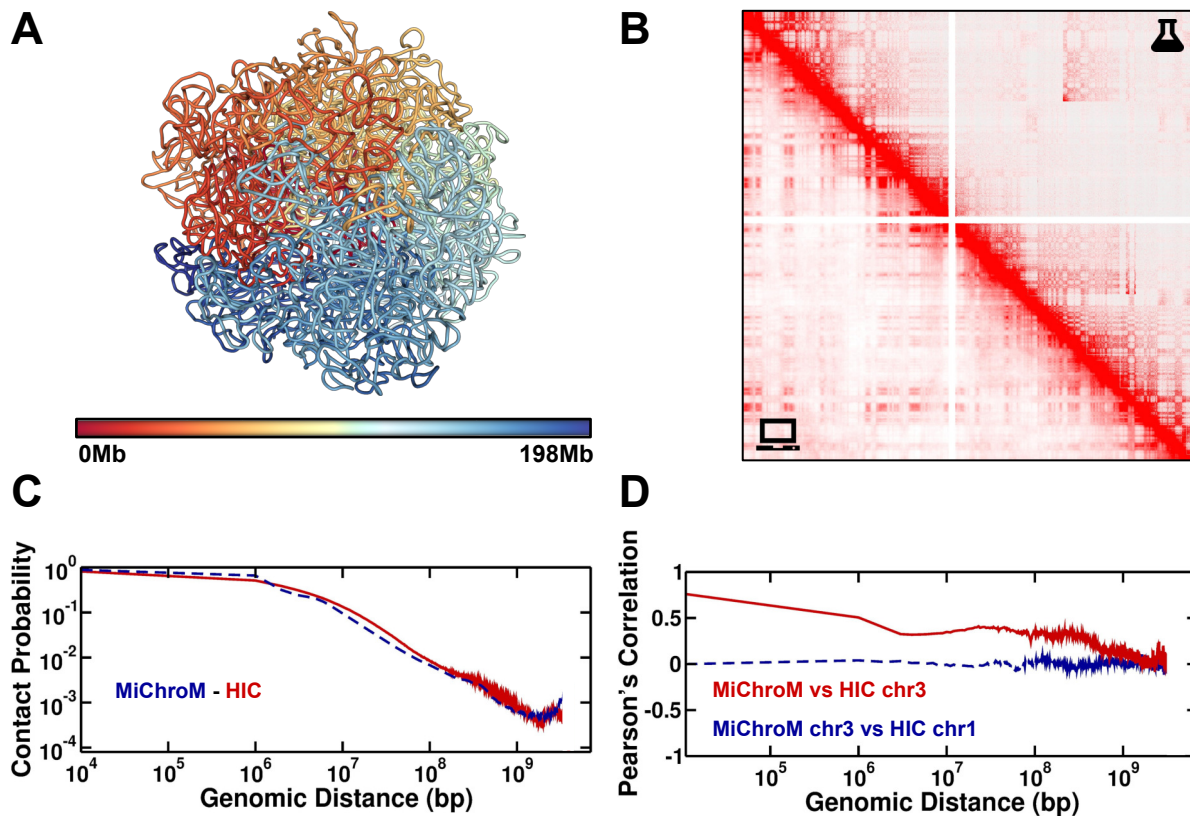 A
B
0Mb
198Mb
C
D
Contact Probability
10^0
10^-1
10^-2
10^-3
10^-4
MiChroM - HIC
10^4
10^5
10^6
10^7
10^8
10^9
Genomic Distance (bp)
Pearson's Correlation
1
0.5
0
-0.5
-1
MiChroM vs HIC chr3
MiChroM chr3 vs HIC chr1
10^5
10^6
10^7
10^8
10^9
Genomic Distance (bp)